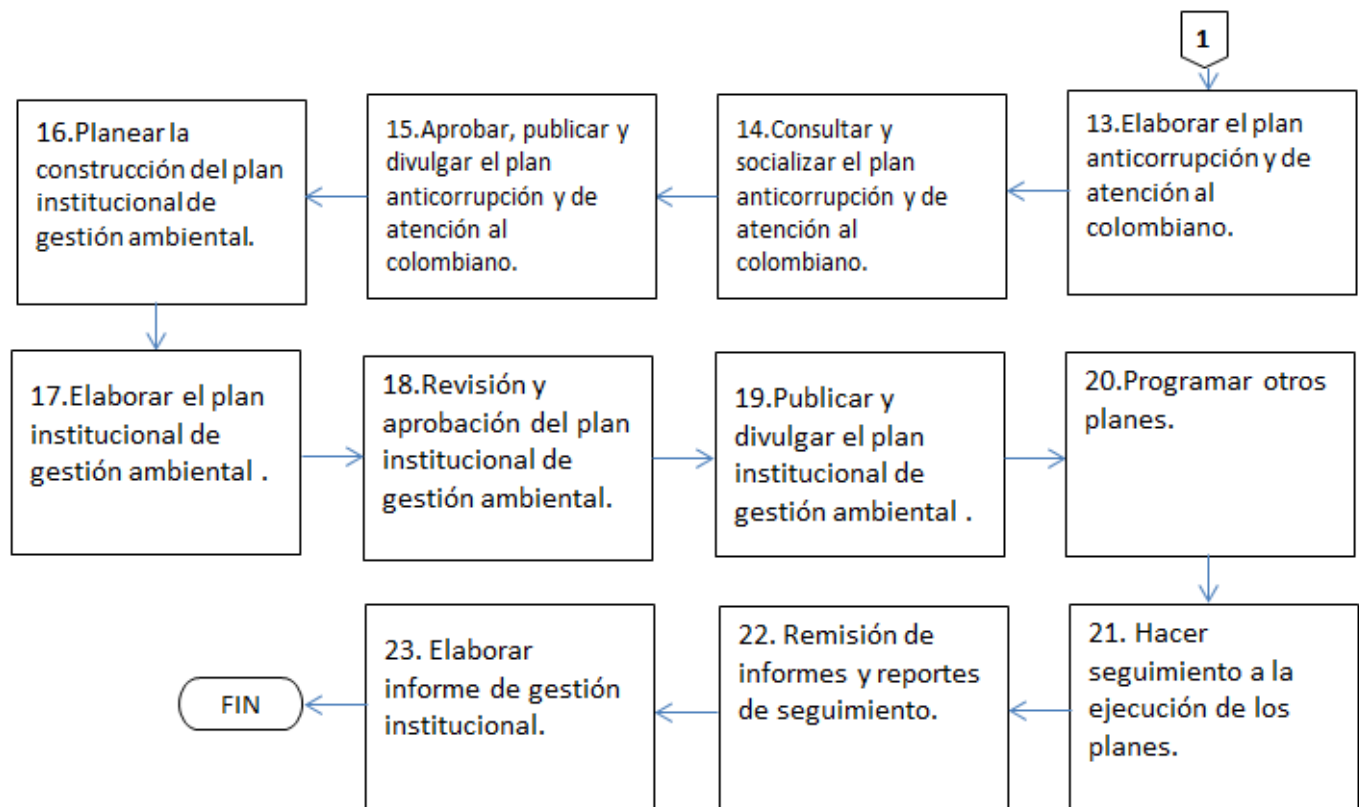 1
13.Elaborar el plan
anticorrupción y de
atención al
colombiano.
14.Consultar y
socializar el plan
anticorrupción y de
atención al
colombiano.
15.Aprobar, publicar y
divulgar el plan
anticorrupción y de
atención al
colombiano.
16.Planear la
construcción del plan
institucional de
gestión ambiental.
17.Elaborar el plan
institucional de
gestión ambiental .
18.Revisión y
aprobación del plan
institucional de
gestión ambiental.
19.Publicar y
divulgar el plan
institucional de
gestión ambiental .
20.Programar otros
planes.
21. Hacer
seguimiento a la
ejecución de los
planes.
22. Remisión de
informes y reportes
de seguimiento.
23. Elaborar
informe de gestión
institucional.
FIN